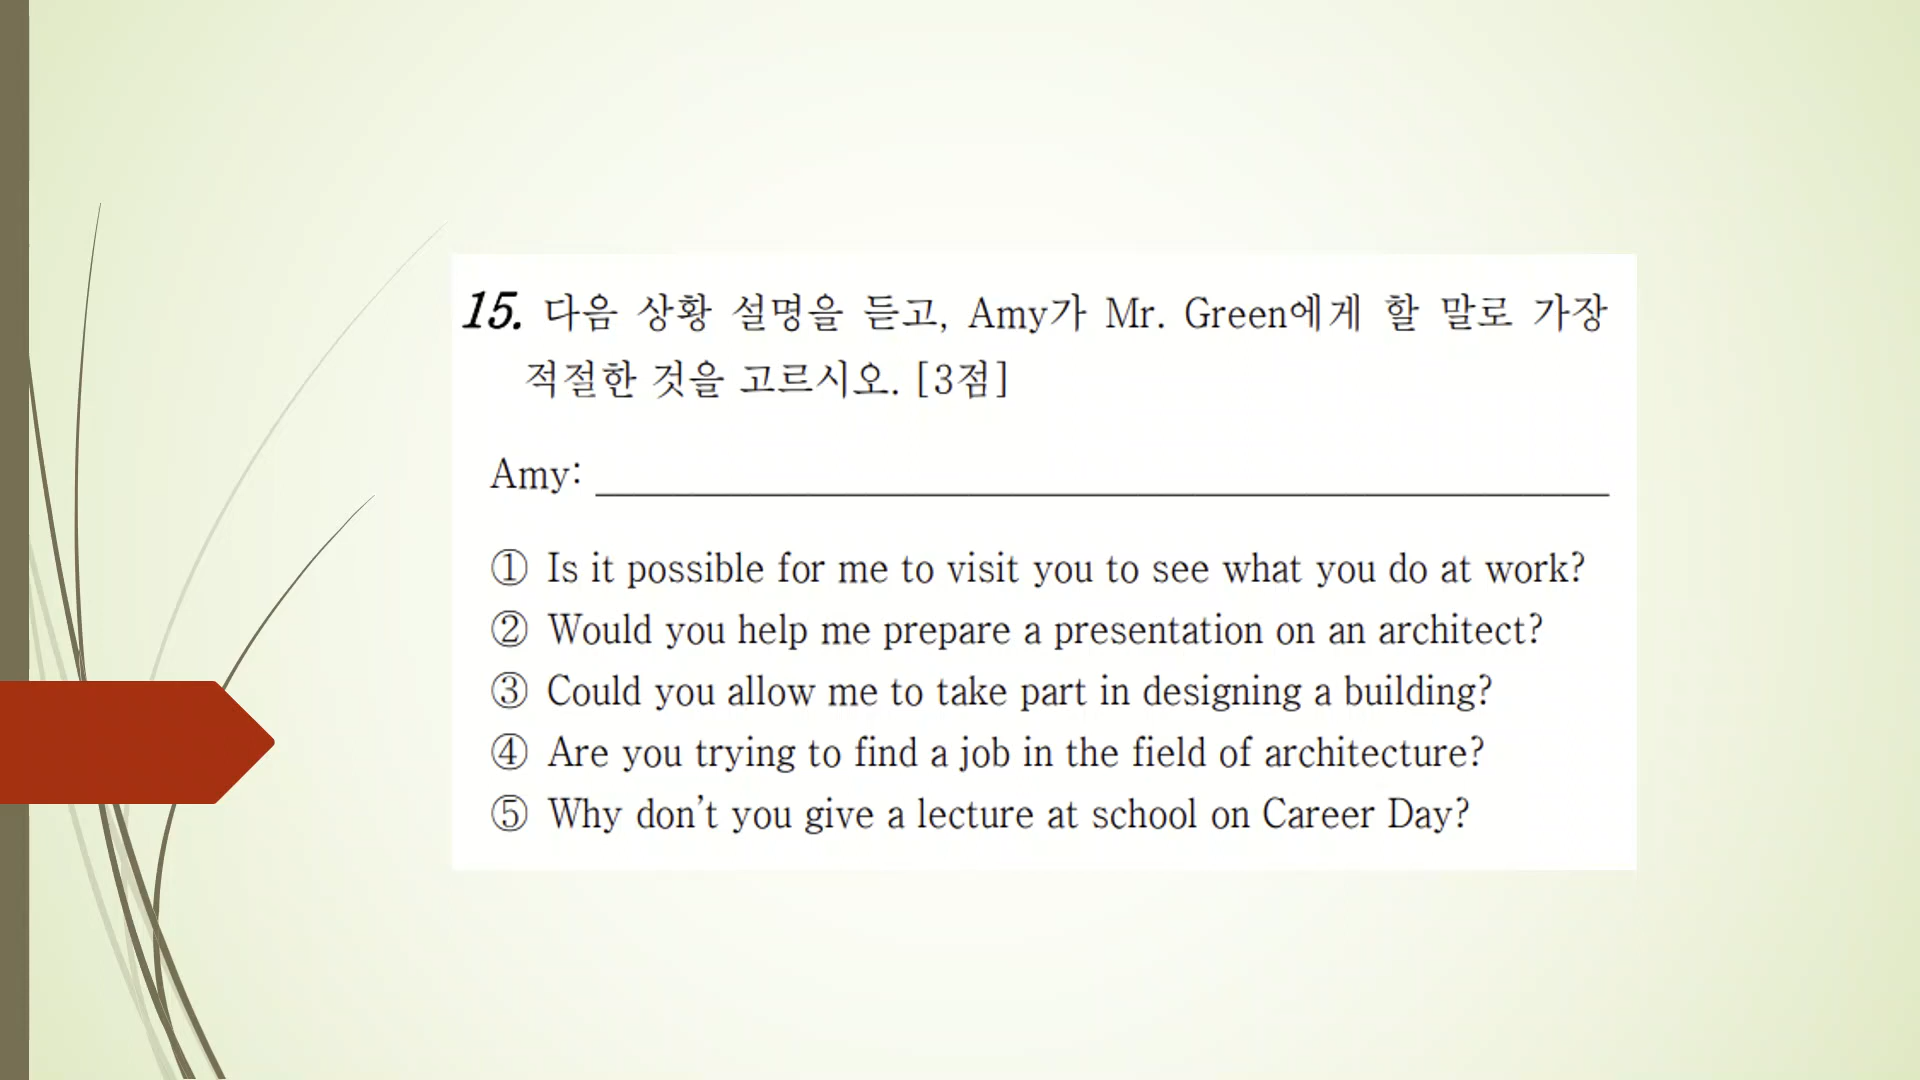 15. 다음 상황 설명을 듣고, Amy가 Mr. Green에게 할 말로 가장
적절한 것을 고르시오. [3점]
Amy:
① Is it possible for me to visit you to see what you do at work?
② Would you help me prepare a presentation on an architect?
③ Could you allow me to take part in designing a building?
④ Are you trying to find a job in the field of architecture?
⑤ Why don't you give a lecture at school on Career Day?